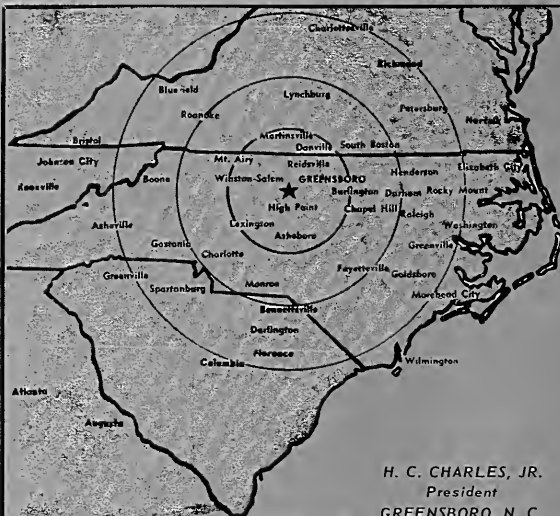 Charlottesville
Richmond
Bluefield
Lynchburg
Roanoke
Petersburg
Norfolk
Martinsville
Bristol
Danville
South Boston
Johnson City
Mt. Airy
Reidsville
Elizabeth City
Knoxville
Boone
Winston-Salem
GREENSBORO
Henderson
Burlington
Durham
Rocky Mount
High Point
Chapel Hill
Raleigh
Asheville
Lexington
Washington
Asheboro
Gastonia
Charlotte
Greenville
Greenville
Fayetteville
Goldsboro
Spartanburg
Monroe
Morehead City
Bennettsville
Darlington
Florence
Columbia
Wilmington
Atlanta
Augusta
H. C. CHARLES, JR.
President
GREENSBORO, N. C.